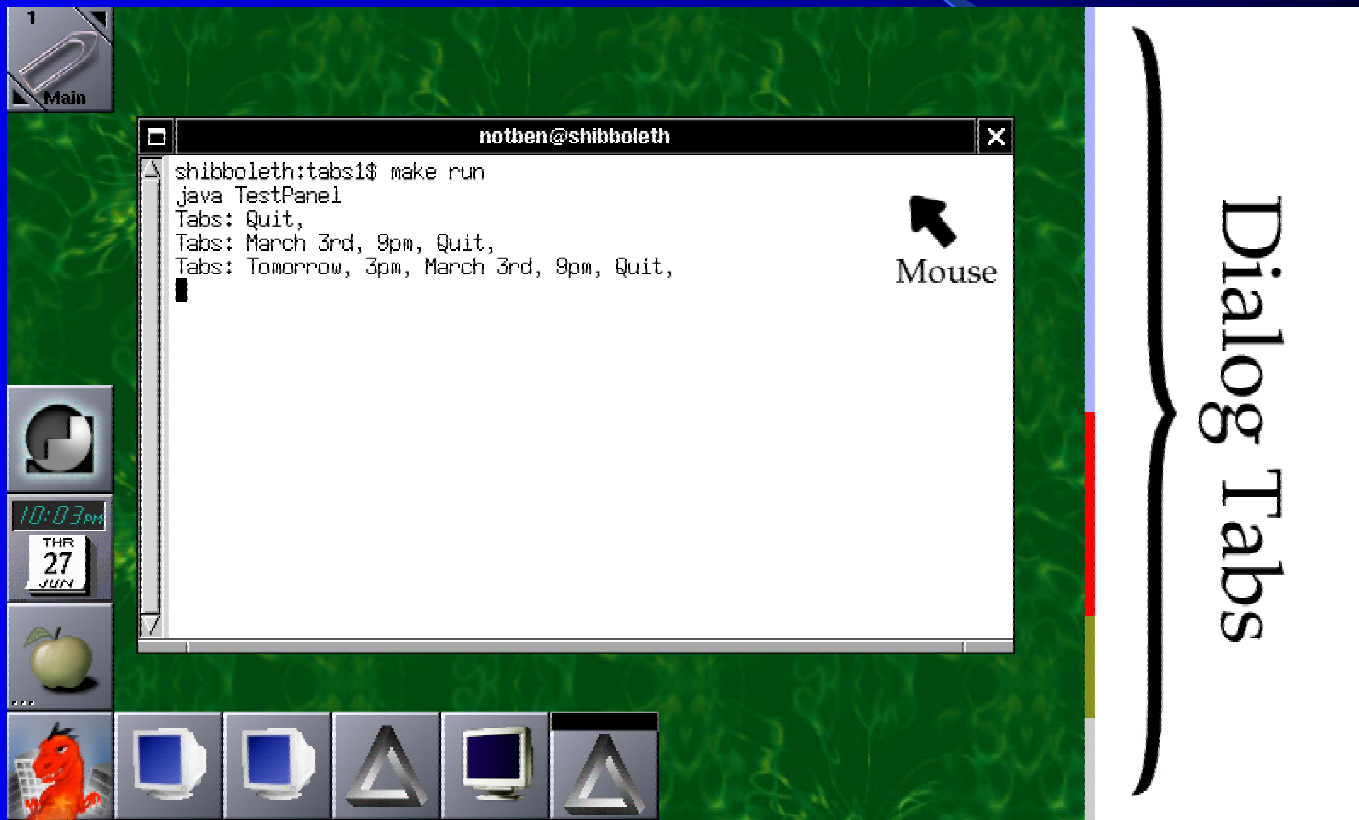 1
Main
notben@shibboleth
shibboleth:tabs1$ make run
java TestPanel
Tabs: Quit,
Tabs: March 3rd, 9pm, Quit,
Tabs: Tomorrow, 3pm, March 3rd, 9pm, Quit,
Mouse
Dialog Tabs
10:03PM
THR
27
JUN
...